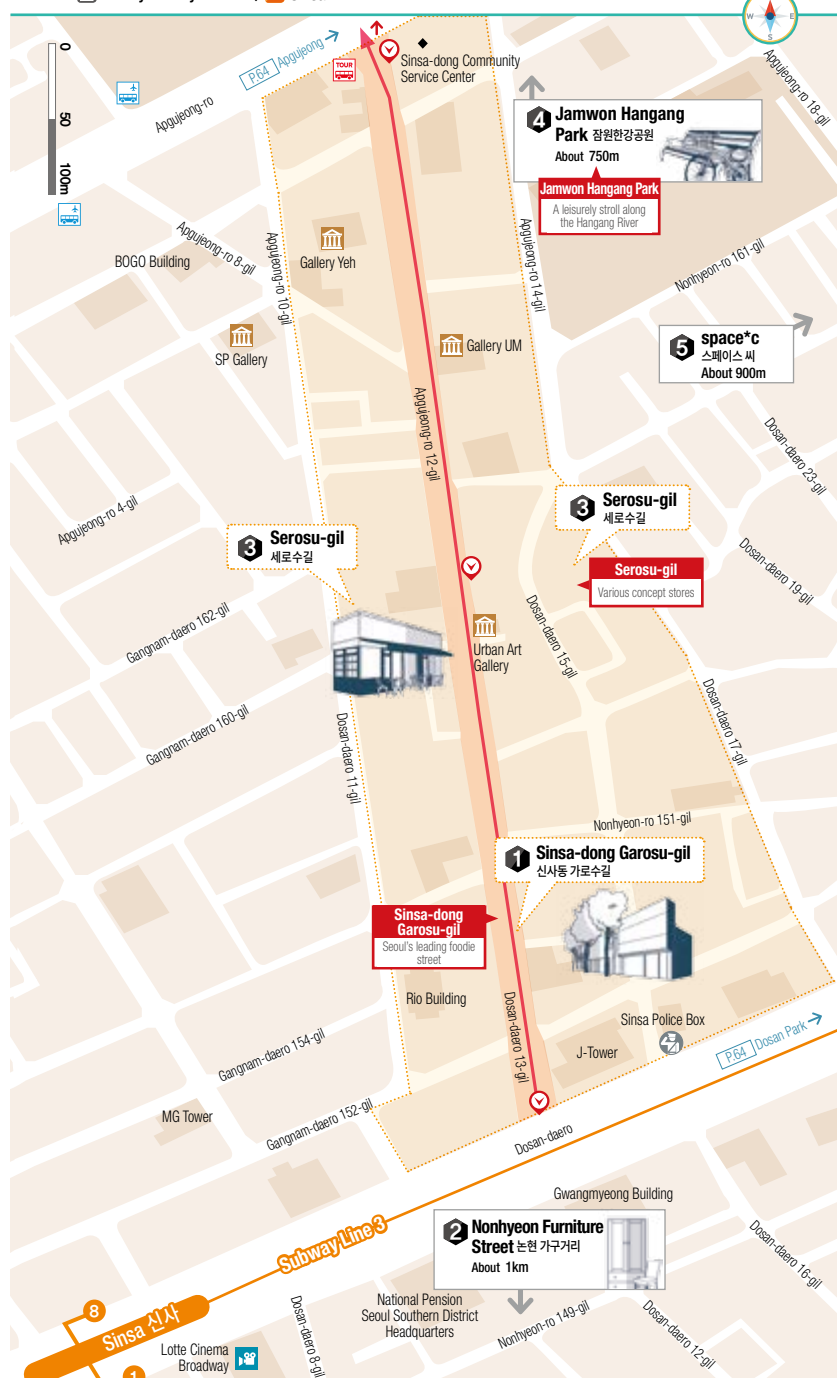 W
E
S
0
50
100m
P.64 Apgujeong
Apgujeong-ro
TOUR
Sinsa-dong Community
Service Center
Apgujeong-ro 18-gil
4 Jamwon Hangang
Park 잠원한강공원
About 750m
Jamwon Hangang Park
A leisurely stroll along
the Hangang River
BOGO Building
Apgujeong-ro 8-gil
Apgujeong-ro 10-gil
Gallery Yeh
Apgujeong-ro 14-gil
Nonhyeon-ro 161-gil
SP Gallery
Gallery UM
5 space*c
스페이스 씨
About 900m
Apgujeong-ro 12-gil
Dosan-daero 23-gil
Apgujeong-ro 4-gil
3 Serosu-gil
세로수길
3 Serosu-gil
세로수길
Serosu-gil
Various concept stores
Dosan-daero 19-gil
Gangnam-daero 162-gil
Urban Art
Gallery
Dosan-daero 15-gil
Gangnam-daero 160-gil
Dosan-daero 11-gil
Dosan-daero 17-gil
Nonhyeon-ro 151-gil
1 Sinsa-dong Garosu-gil
신사동 가로수길
Sinsa-dong
Garosu-gil
Seoul's leading foodie
street
Rio Building
Dosan-daero 13-gil
Sinsa Police Box
J-Tower
P.64 Dosan Park
Gangnam-daero 154-gil
MG Tower
Gangnam-daero 152-gil
Dosan-daero
Gwangmyeong Building
Subway Line 3
2 Nonhyeon Furniture
Street 논현 가구거리
About 1km
Dosan-daero 16-gil
8
Sinsa 신사
1
Lotte Cinema
Broadway
Dosan-daero 8-gil
National Pension
Seoul Southern District
Headquarters
Nonhyeon-ro 149-gil
Dosan-daero 12-gil